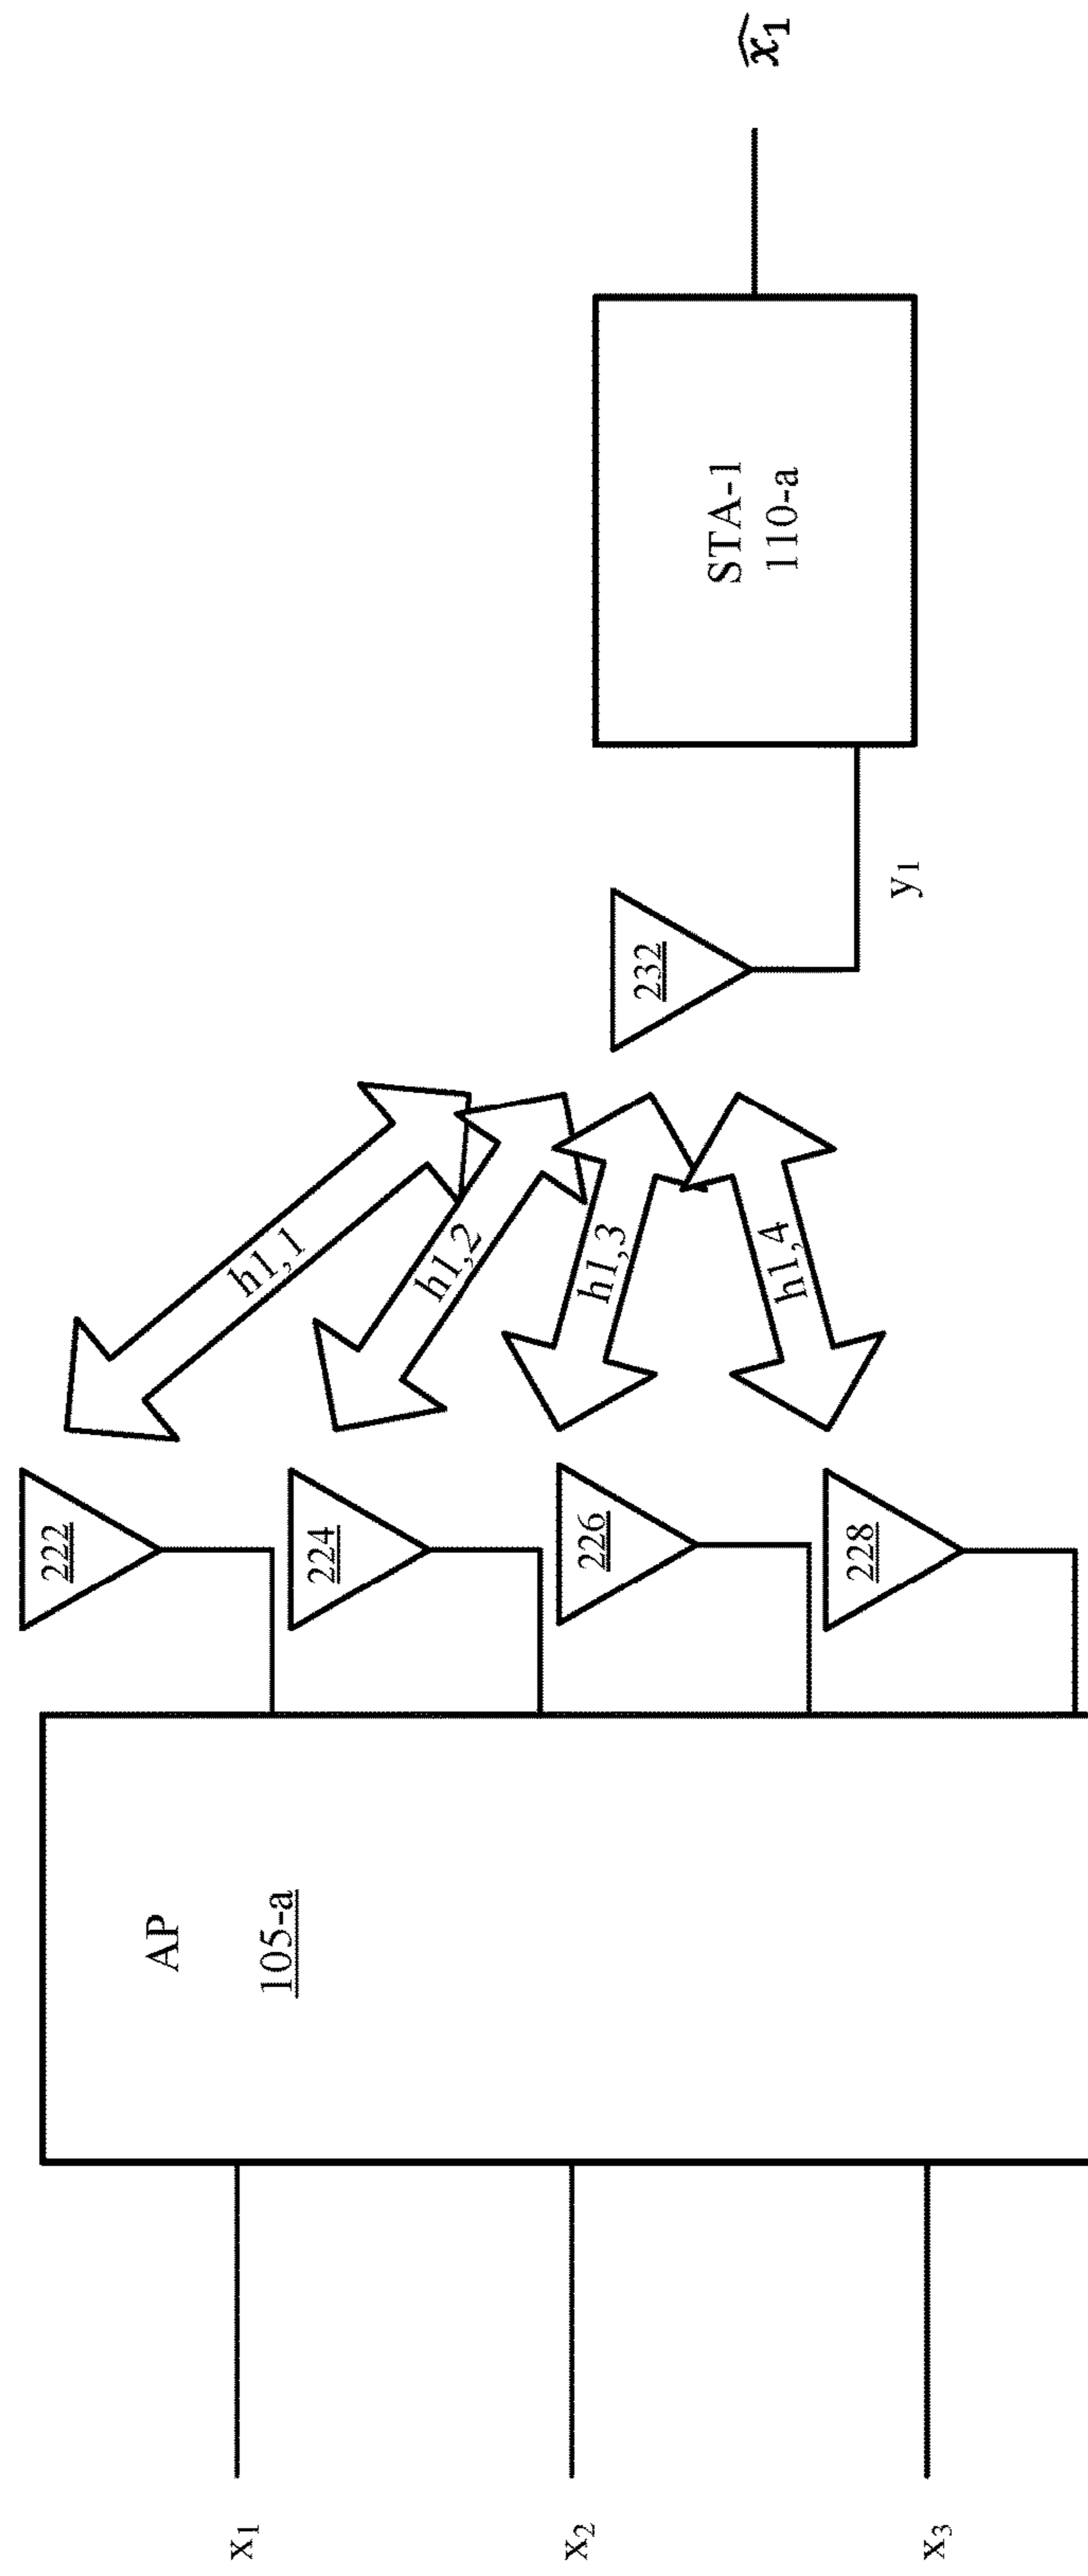 x1
x2
x3
AP
105-a
222
224
226
228
h1,1
h1,2
h1,3
h1,4
232
y1
STA-1
110-a
x̂1